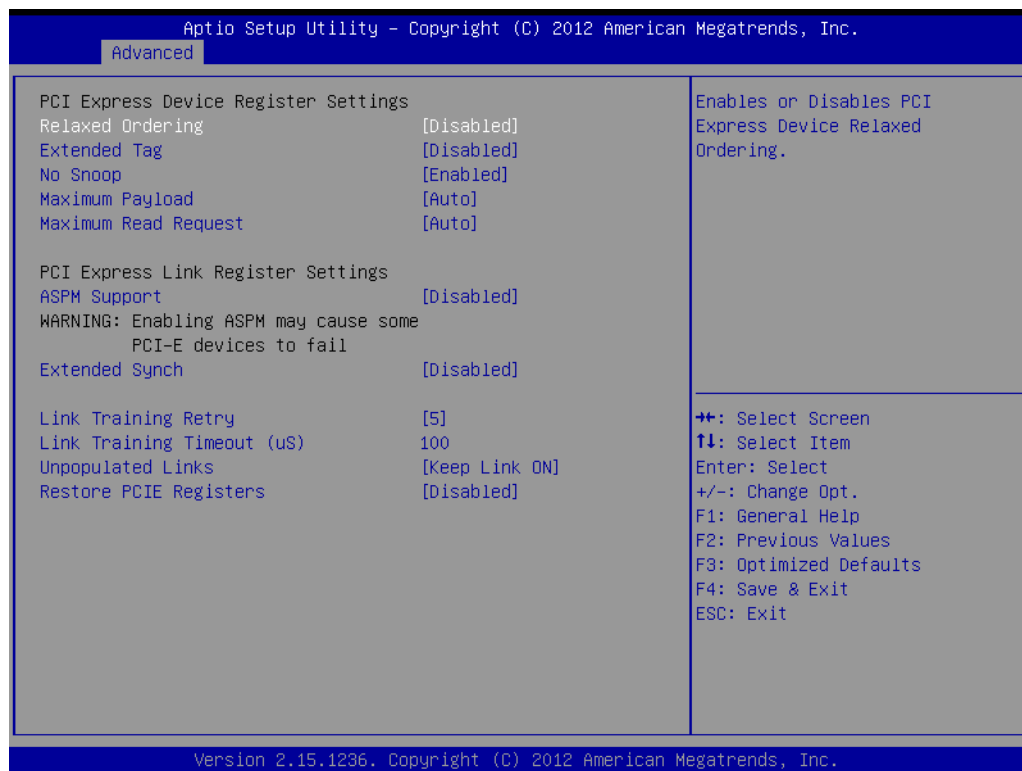 Aptio Setup Utility – Copyright (C) 2012 American Megatrends, Inc.
Advanced
PCI Express Device Register Settings
Relaxed Ordering [Disabled]
Extended Tag [Disabled]
No Snoop [Enabled]
Maximum Payload [Auto]
Maximum Read Request [Auto]
PCI Express Link Register Settings
ASPM Support [Disabled]
WARNING: Enabling ASPM may cause some
PCI-E devices to fail
Extended Synch [Disabled]
Link Training Retry [5]
Link Training Timeout (uS) 100
Unpopulated Links [Keep Link ON]
Restore PCIE Registers [Disabled]
Enables or Disables PCI
Express Device Relaxed
Ordering.
→←: Select Screen
↑↓: Select Item
Enter: Select
+/-: Change Opt.
F1: General Help
F2: Previous Values
F3: Optimized Defaults
F4: Save & Exit
ESC: Exit
Version 2.15.1236. Copyright (C) 2012 American Megatrends, Inc.